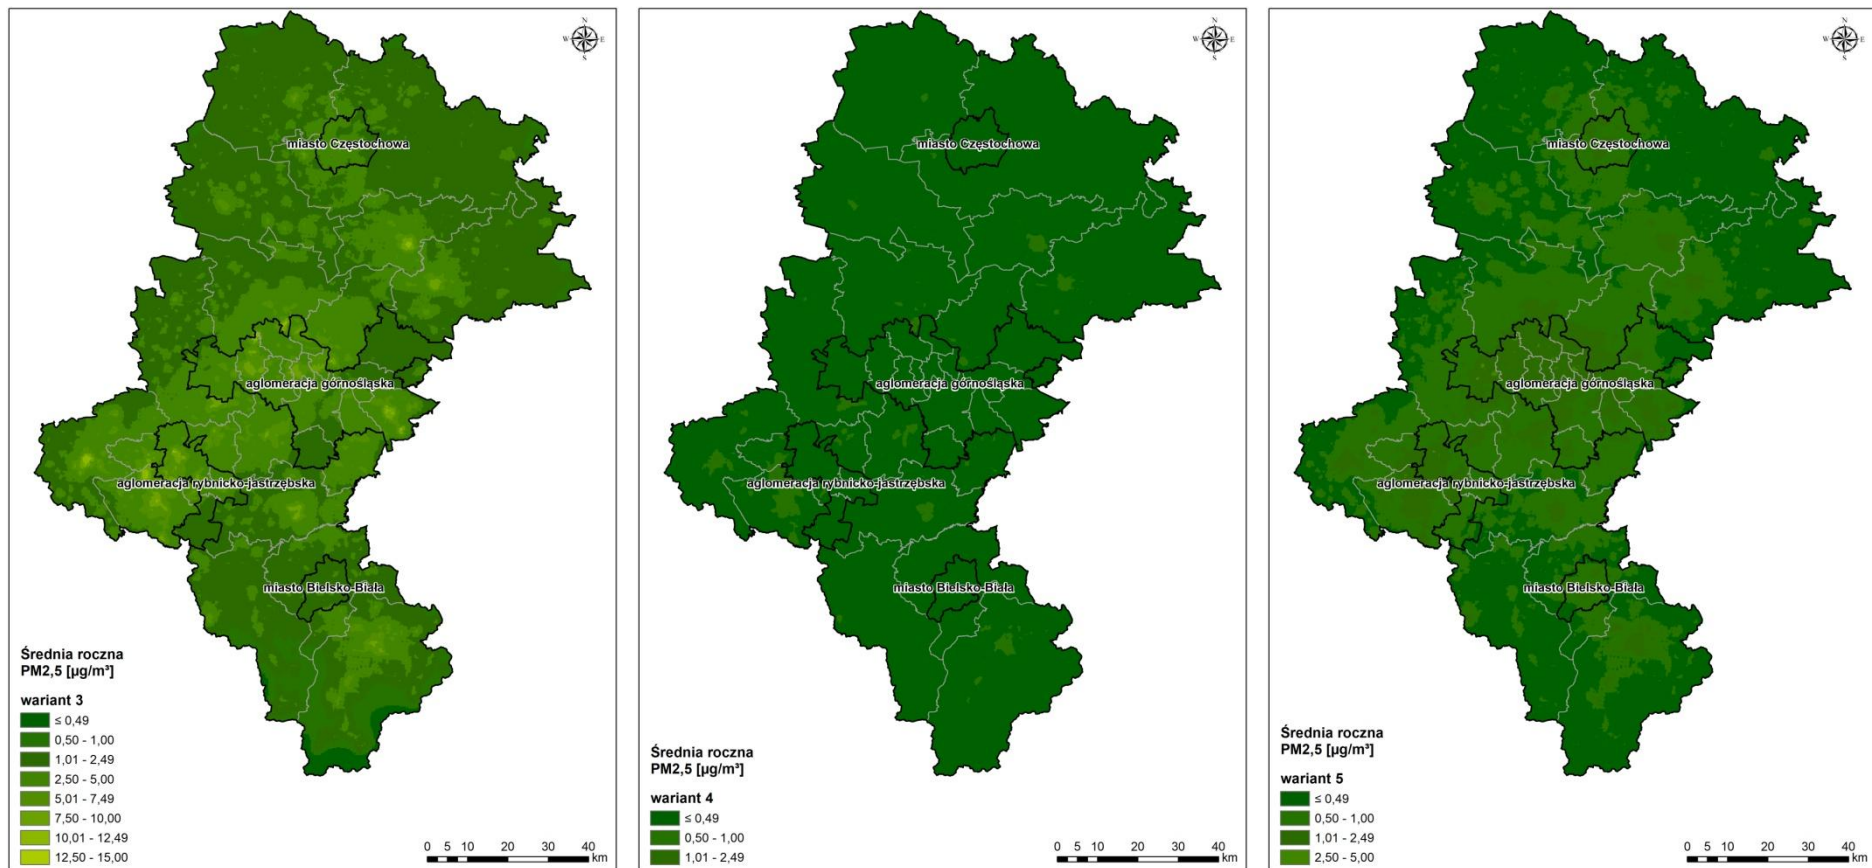 N
W E
S
miasto Częstochowa
aglomeracja górnośląska
aglomeracja rybnicko-jastrzębska
miasto Bielsko-Biała
Średnia roczna
PM2,5 [µg/m³]
wariant 3
≤ 0,49
0,50 - 1,00
1,01 - 2,49
2,50 - 5,00
5,01 - 7,49
7,50 - 10,00
10,01 - 12,49
12,50 - 15,00
0 5 10 20 30 40
km
N
W E
S
miasto Częstochowa
aglomeracja górnośląska
aglomeracja rybnicko-jastrzębska
miasto Bielsko-Biała
Średnia roczna
PM2,5 [µg/m³]
wariant 4
≤ 0,49
0,50 - 1,00
1,01 - 2,49
0 5 10 20 30 40
km
N
W E
S
miasto Częstochowa
aglomeracja górnośląska
aglomeracja rybnicko-jastrzębska
miasto Bielsko-Biała
Średnia roczna
PM2,5 [µg/m³]
wariant 5
≤ 0,49
0,50 - 1,00
1,01 - 2,49
2,50 - 5,00
0 5 10 20 30 40
km